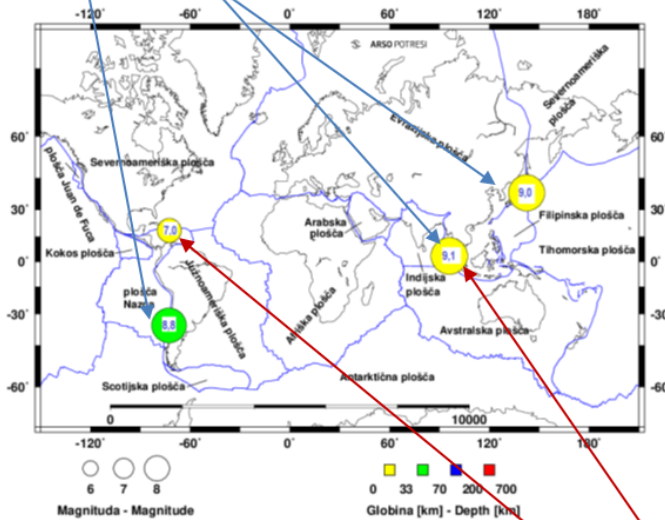 -120° -60° 0° 60° 120° 180°
ARSO POTRESI
Severnoameriška
plošča
Evrazijska plošča
60° 60°
Severnoameriška plošča
plošča Juan de Fuca
9,0
30° 30°
7,0
Arabska
plošča
Filipinska plošča
Kokos plošča
0° 0°
9,1
Tihomorska plošča
Indijska
plošča
plošča
Nazca
Južnoameriška plošča
Afriška plošča
-30° -30°
8,8
Avstralska plošča
Antarktična plošča
-60° -60°
Scotijska plošča
0 10000
-120° -60° 0° 60° 120° 180°
6 7 8
0 33 70 200 700
Magnituda - Magnitude
Globina [km] - Depth [km]